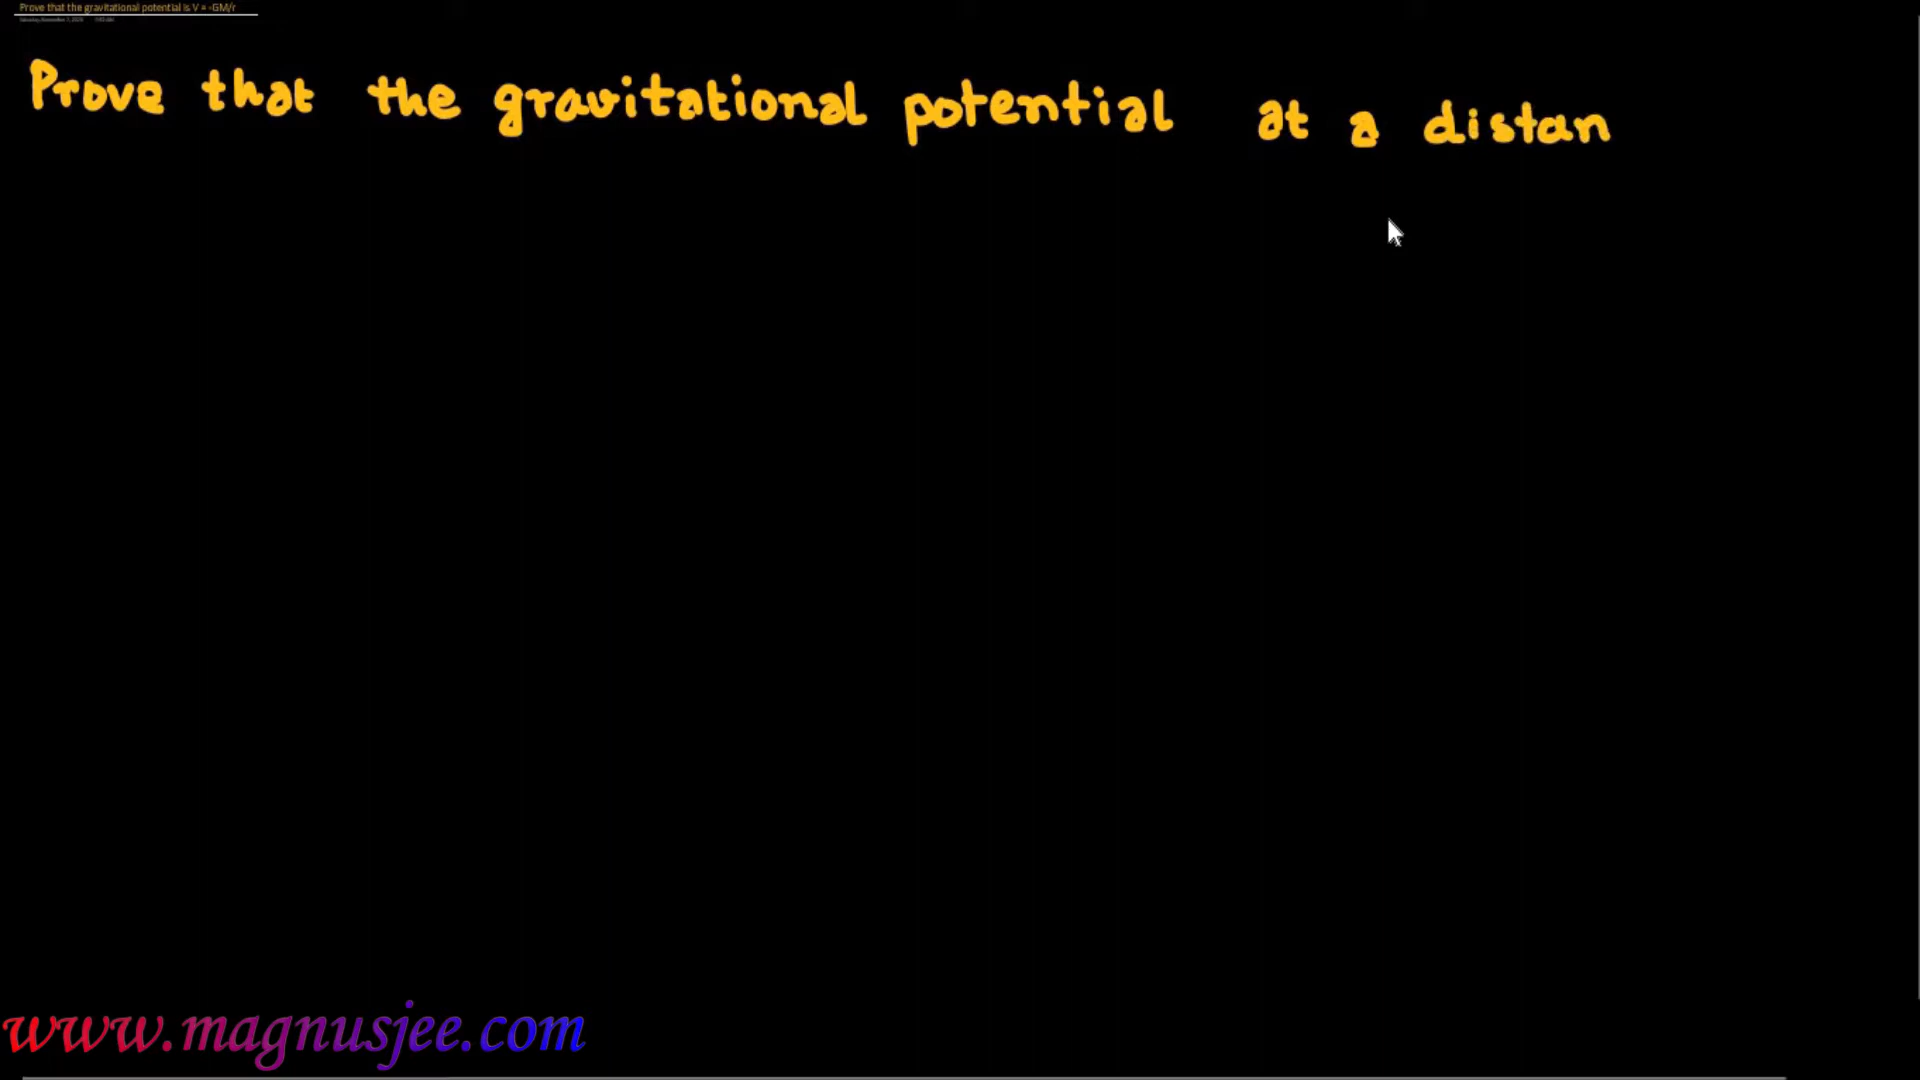 Prove that the gravitational potential is V = -GM/r
Prove that the gravitational potential at a distan
www.magnusjee.com